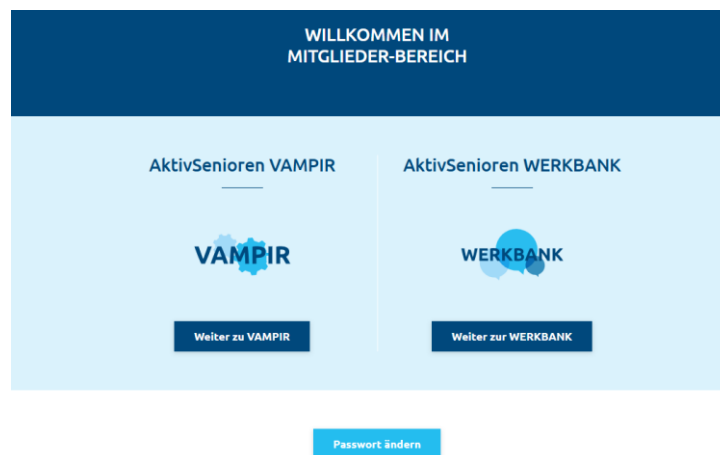 WILLKOMMEN IM
MITGLIEDER-BEREICH
AktivSenioren VAMPIR
VAMPIR
Weiter zu VAMPIR
AktivSenioren WERKBANK
WERKBANK
Weiter zur WERKBANK
Passwort ändern